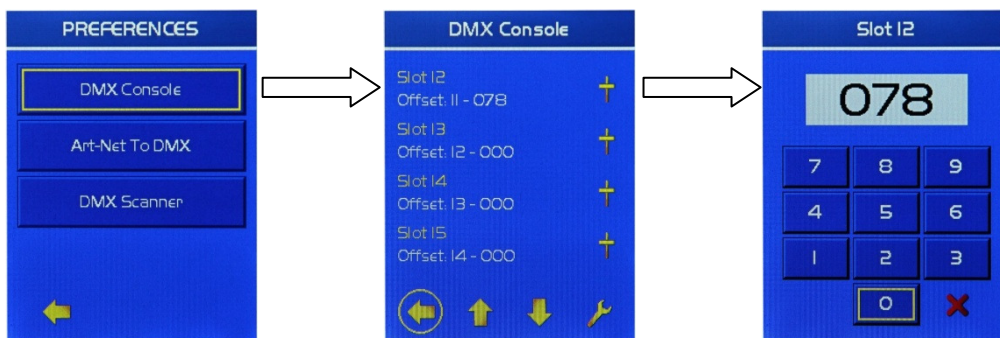 PREFERENCES
DMX Console
Art-Net To DMX
DMX Scanner
DMX Console
Slot 12
Offset: 11 - 078
Slot 13
Offset: 12 - 000
Slot 14
Offset: 13 - 000
Slot 15
Offset: 14 - 000
Slot 12
078
7 8 9
4 5 6
1 2 3
0